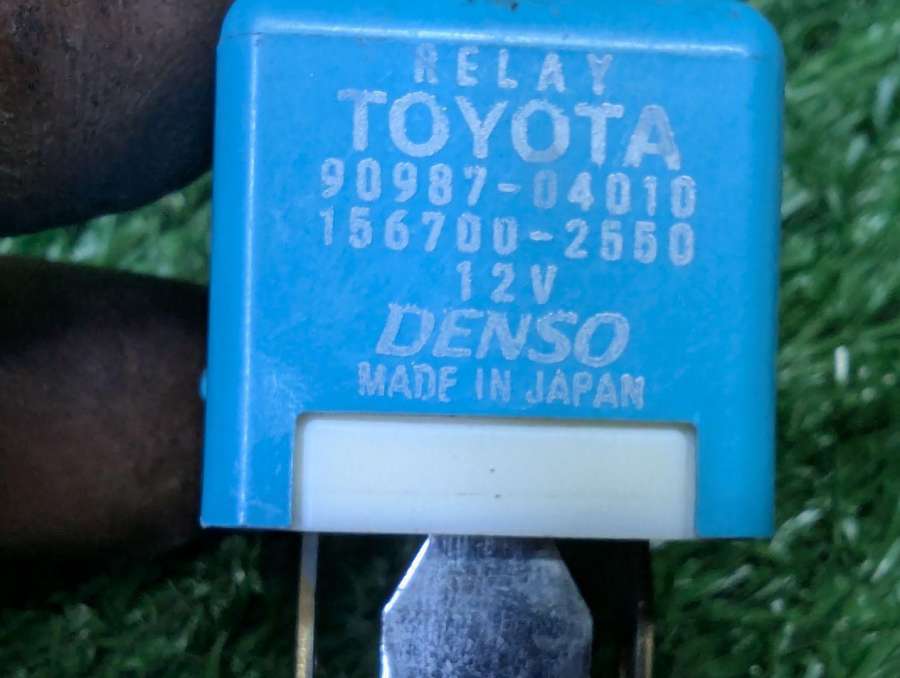 RELAY
TOYOTA
90987-04010
156700-2550
12V
DENSO
MADE IN JAPAN